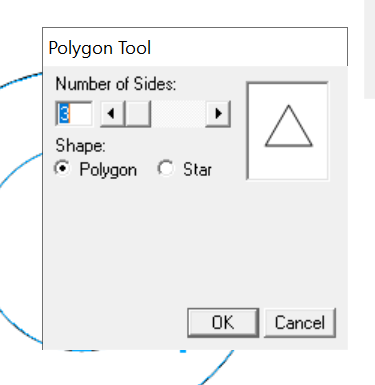 Polygon Tool
Number of Sides:
3
Shape:
Polygon Star
OK Cancel